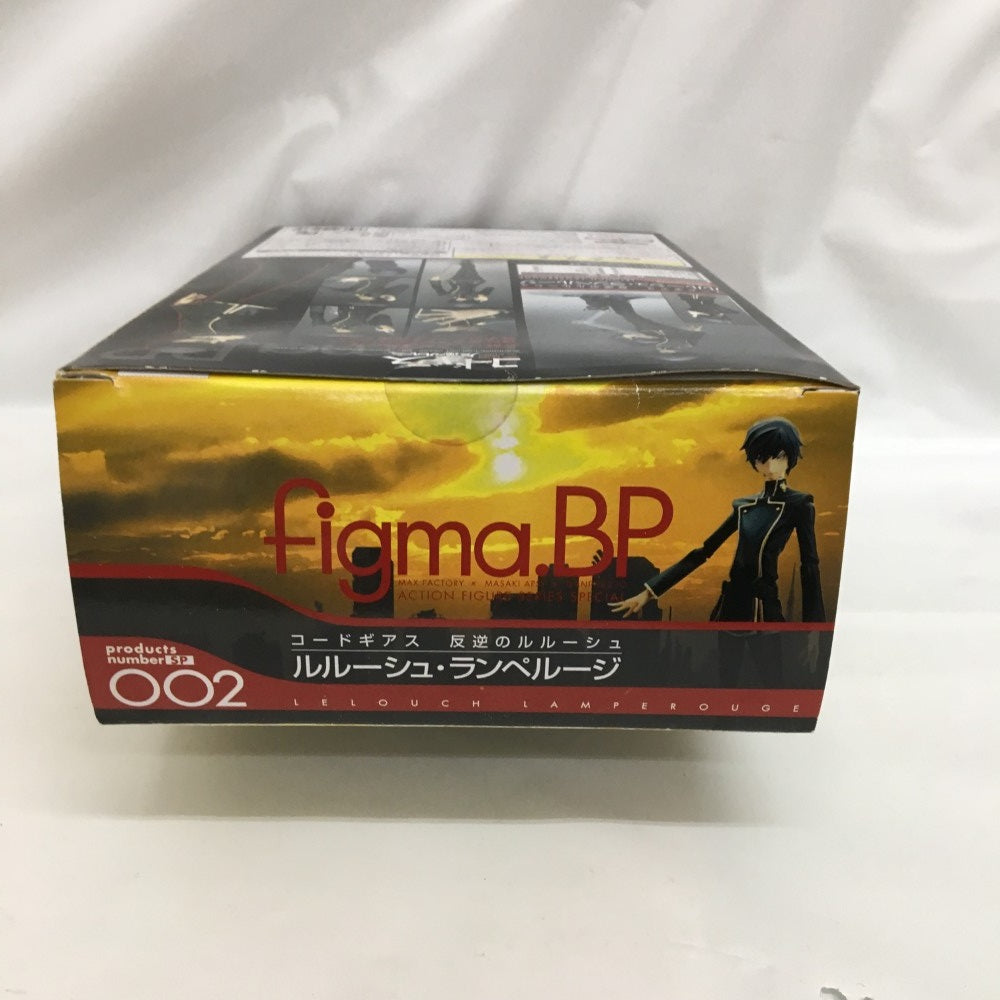 figma.BP
MAX FACTORY × MASAKI APSY
ACTION FIGURE SERIES SPECIAL
コードギアス 反逆のルルーシュ
ルルーシュ・ランペルージ
products
number SP
002
LELOUCH LAMPEROUGE